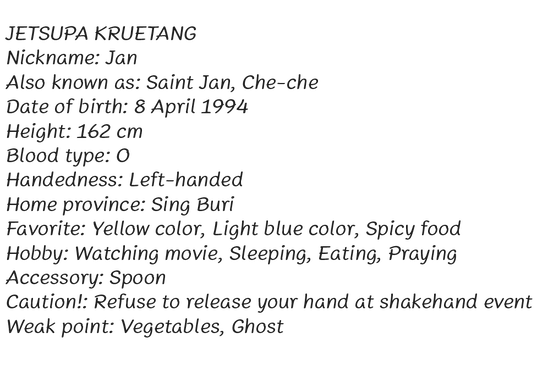 JETSUPA KRUETANG
Nickname: Jan
Also known as: Saint Jan, Che-che
Date of birth: 8 April 1994
Height: 162 cm
Blood type: O
Handedness: Left-handed
Home province: Sing Buri
Favorite: Yellow color, Light blue color, Spicy food
Hobby: Watching movie, Sleeping, Eating, Praying
Accessory: Spoon
Caution!: Refuse to release your hand at shakehand event
Weak point: Vegetables, Ghost